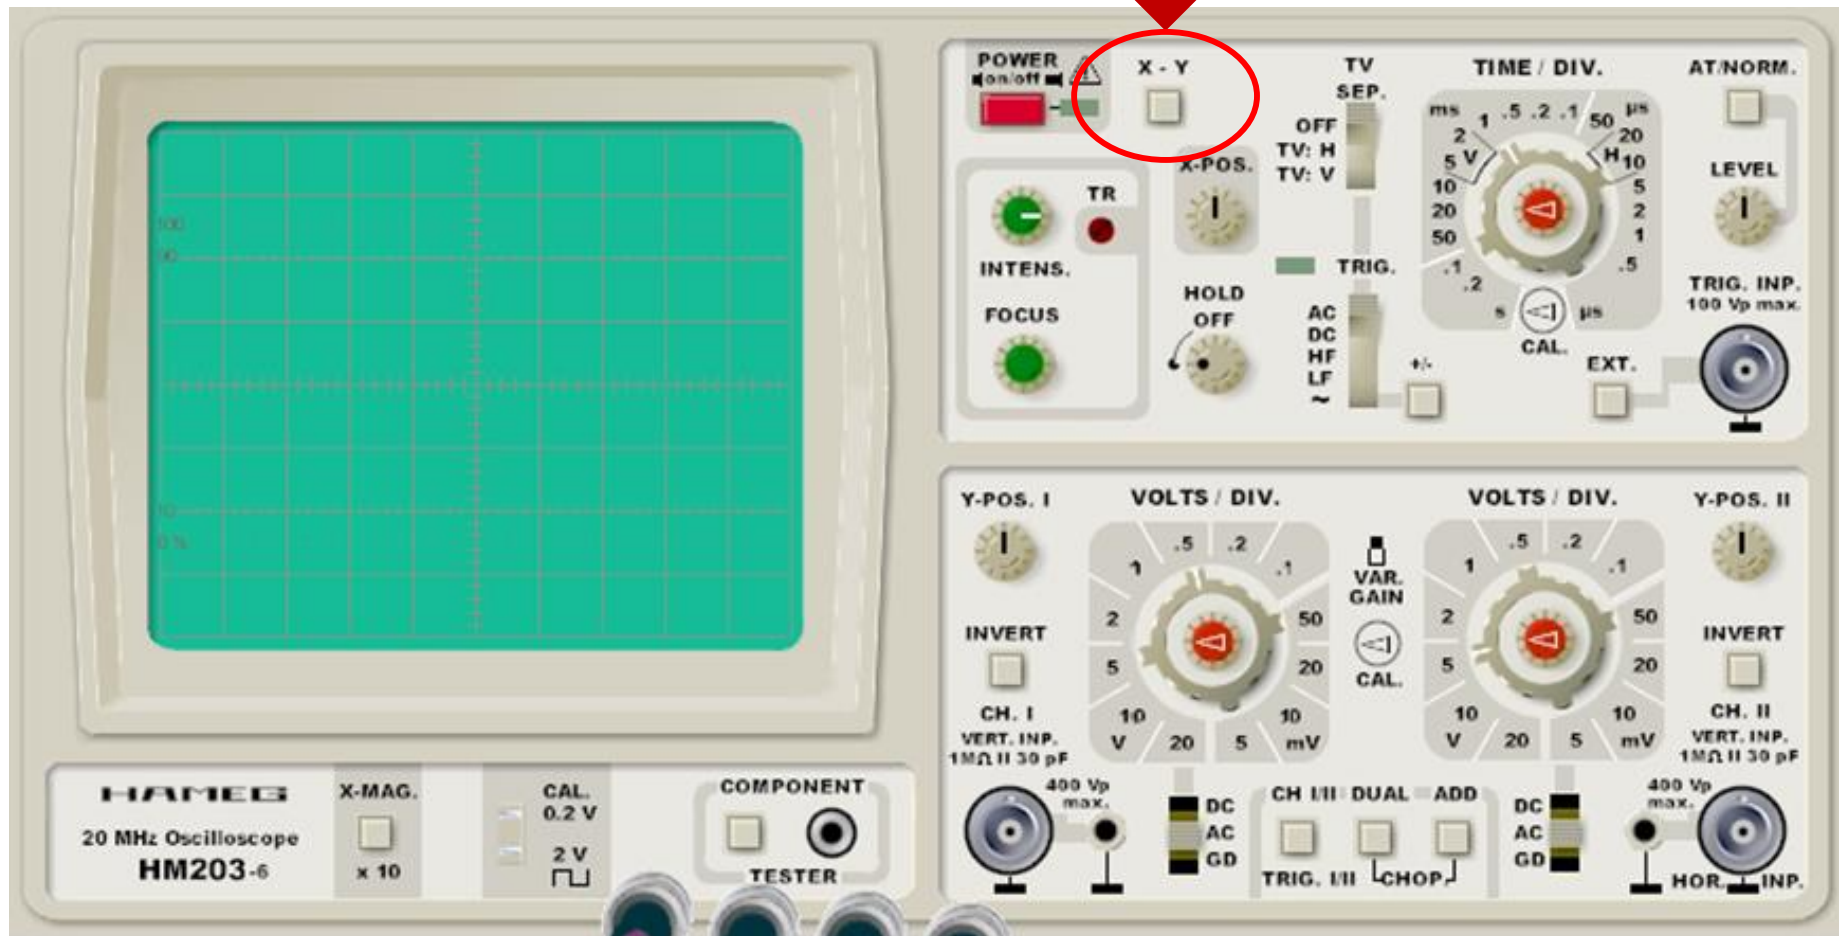 POWER
on/off
X - Y
TV
SEP.
OFF
TV: H
TV: V
TIME / DIV.
AT/NORM.
ms
2
1
.5
.2
.1
50
µs
20
5
V
H
10
10
5
20
2
50
1
.1
.5
.2
s
µs
CAL.
LEVEL
TRIG. INP.
100 Vp max.
X-POS.
TR
INTENS.
FOCUS
HOLD
OFF
TRIG.
AC
DC
HF
LF
~
+/-
EXT.
100
90
10
0 %
Y-POS. I
VOLTS / DIV.
VOLTS / DIV.
Y-POS. II
.5
.2
1
.1
2
50
5
20
10
10
V
20
5
mV
VAR.
GAIN
CAL.
.5
.2
1
.1
2
50
5
20
10
10
V
20
5
mV
INVERT
CH. I
VERT. INP.
1MΩ II 30 pF
INVERT
CH. II
VERT. INP.
1MΩ II 30 pF
400 Vp
max.
DC
AC
GD
CH I/II
DUAL
ADD
TRIG. I/II
CHOP.
DC
AC
GD
400 Vp
max.
HOR. INP.
HAMEG
20 MHz Oscilloscope
HM203-6
X-MAG.
x 10
CAL.
0.2 V
2 V
COMPONENT
TESTER